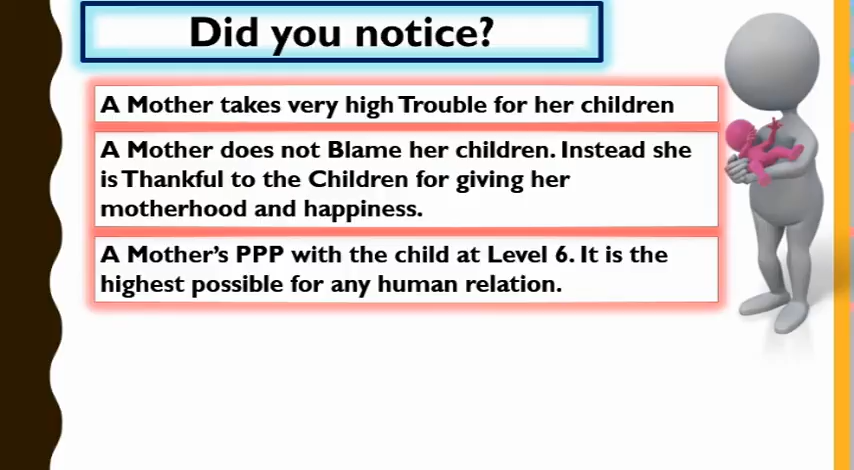 Did you notice?
A Mother takes very high Trouble for her children
A Mother does not Blame her children. Instead she
is Thankful to the Children for giving her
motherhood and happiness.
A Mother’s PPP with the child at Level 6. It is the
highest possible for any human relation.